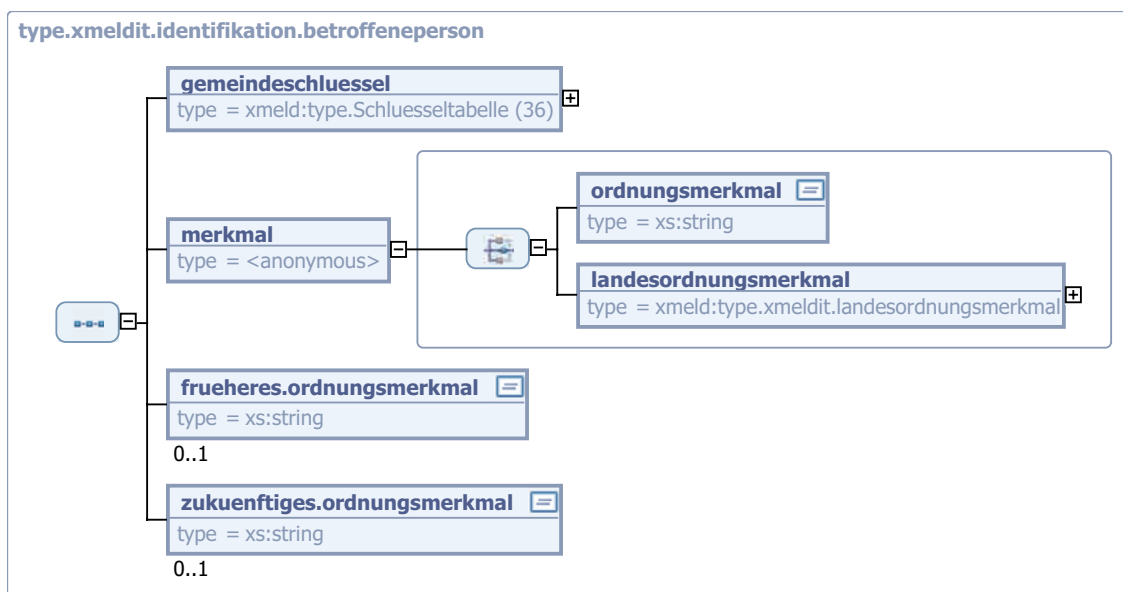 type.xmeldit.identifikation.betroffeneperson
gemeindeschluessel
type = xmeld:type.Schluesseltabelle (36)
merkmal
type = <anonymous>
ordnungsmerkmal
type = xs:string
landesordnungsmerkmal
type = xmeld:type.xmeldit.landesordnungsmerkmal
frueheres.ordnungsmerkmal
type = xs:string
0..1
zukuenftiges.ordnungsmerkmal
type = xs:string
0..1